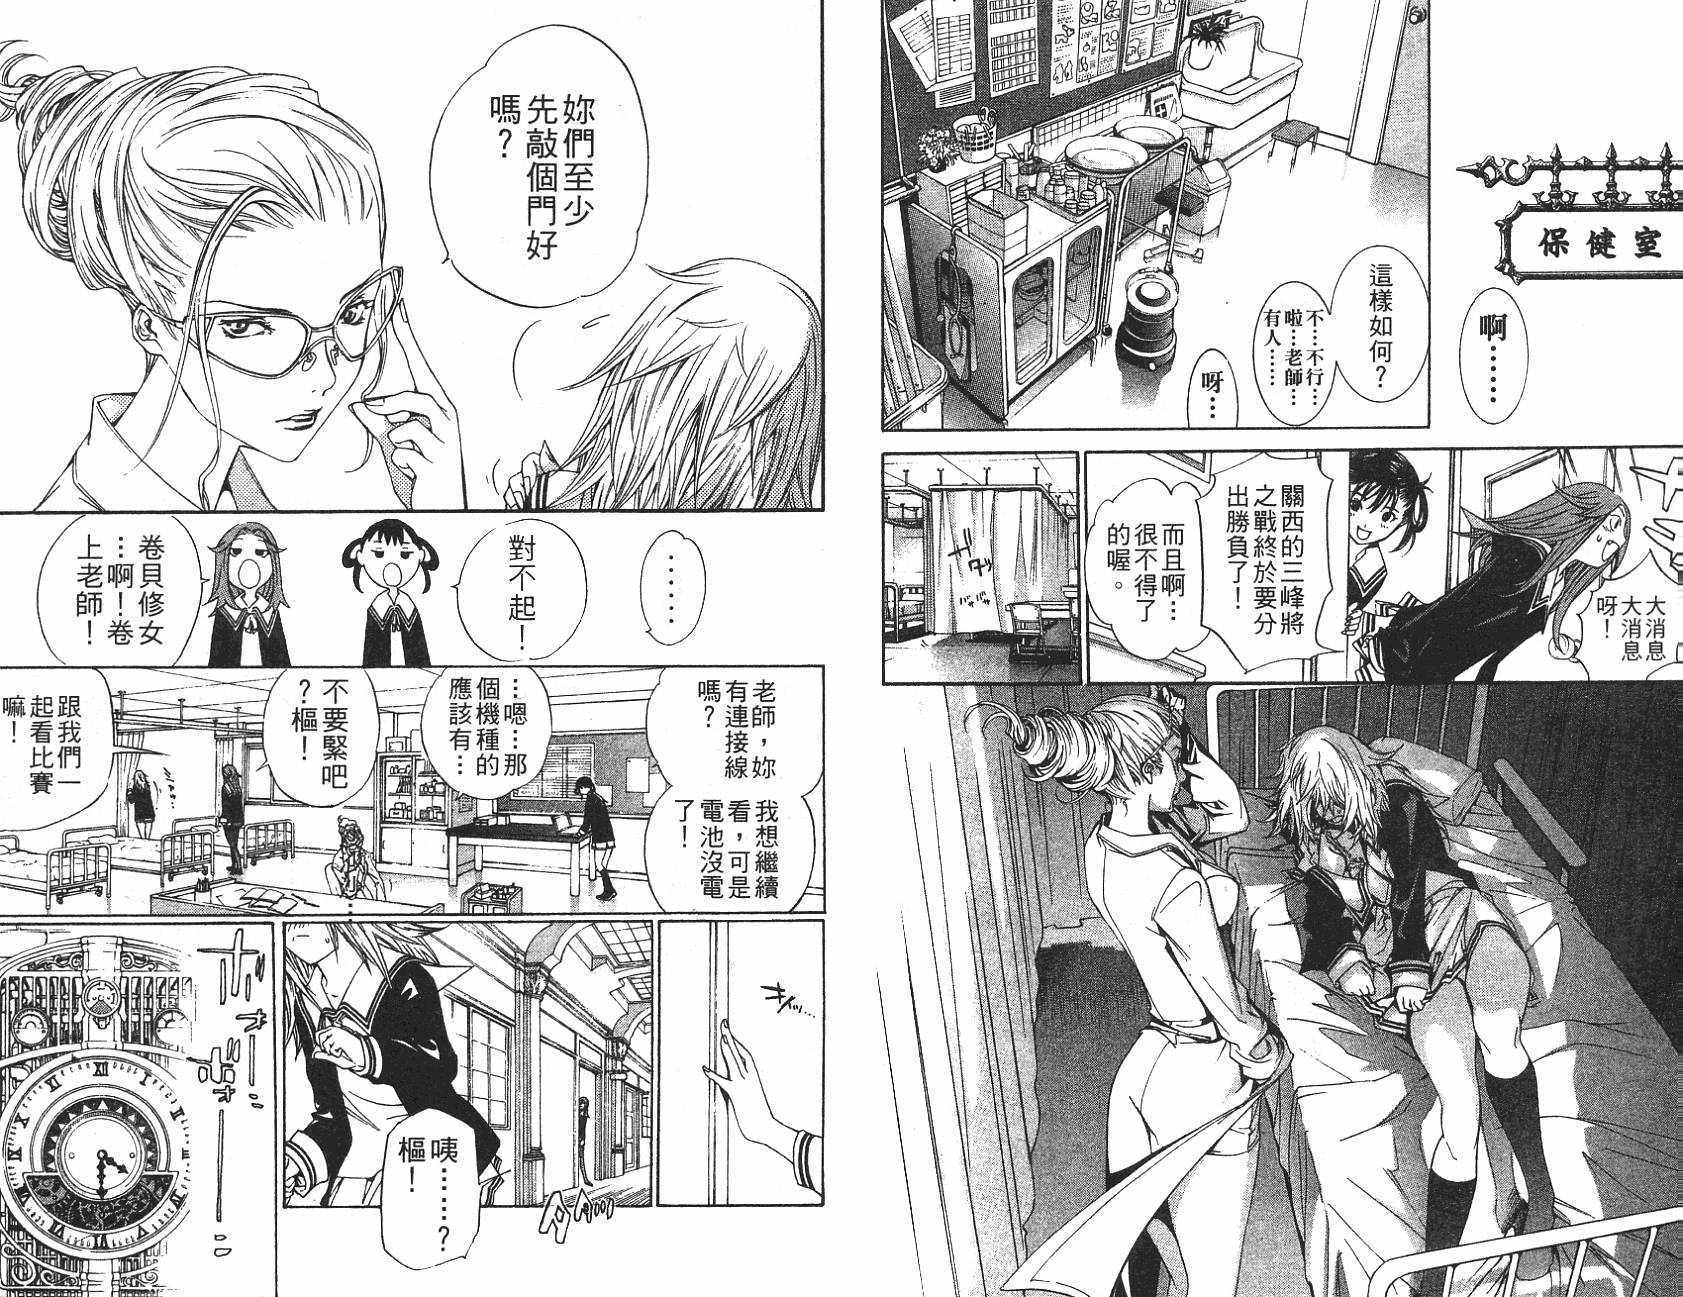 保健室
啊……
這樣如何？
不…不行…
啦…老師…
有人……
呀…
大消息
大消息
呀！
關西的三峰將
之戰終於要分
出勝負了！
而且啊…
很不得了
的喔。
妳們至少
先敲個門好
嗎？
……
對不起！
卷貝修女
…啊！卷
上老師！
老師，妳
有連接線
嗎？
我想繼續
看，可是
電池沒電
了！
…嗯…那
個機種的
應該有…
不要緊吧
？樞！
跟我們一
起看比賽
嘛！
…
咦……？
樞！
XII
I
II
III
VI
IX
X
XI